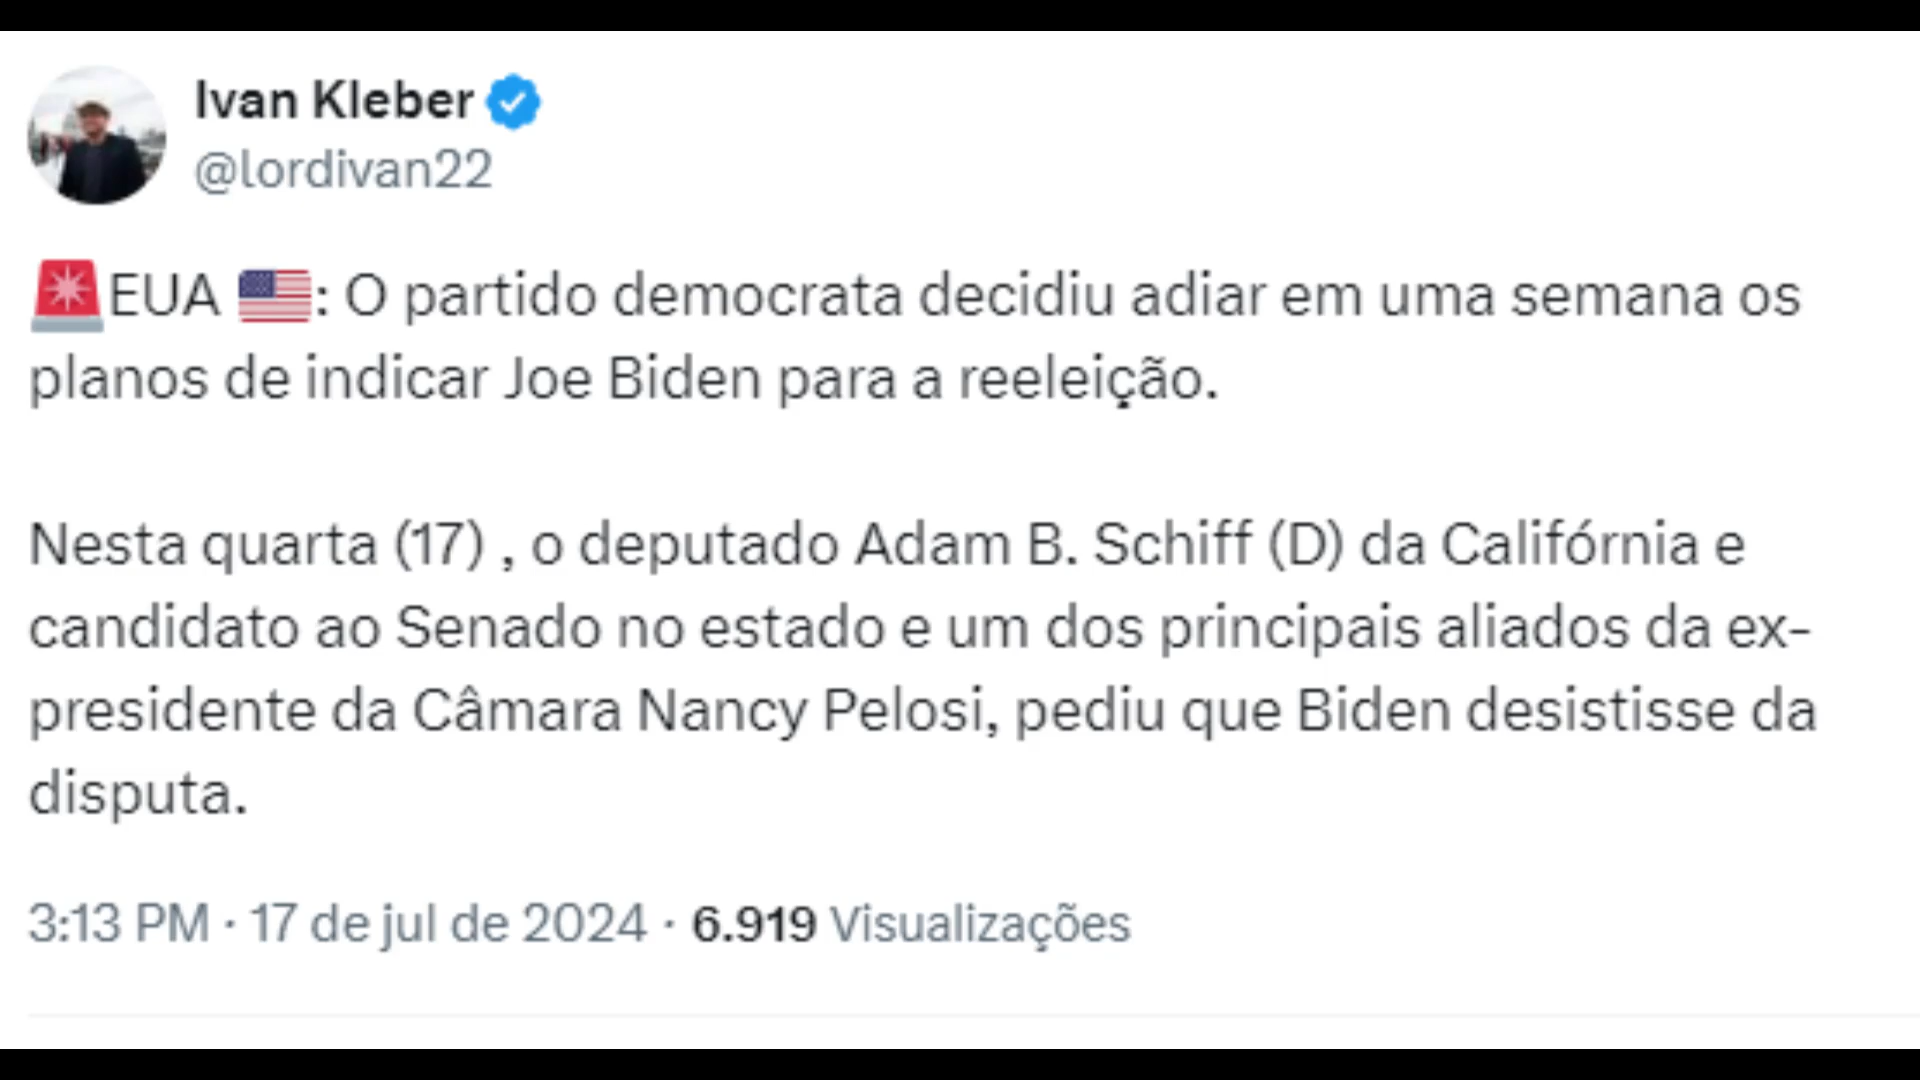 Ivan Kleber
@lordivan22
🚨EUA 🇺🇸: O partido democrata decidiu adiar em uma semana os
planos de indicar Joe Biden para a reeleição.
Nesta quarta (17) , o deputado Adam B. Schiff (D) da Califórnia e
candidato ao Senado no estado e um dos principais aliados da ex-
presidente da Câmara Nancy Pelosi, pediu que Biden desistisse da
disputa.
3:13 PM · 17 de jul de 2024 · 6.919 Visualizações